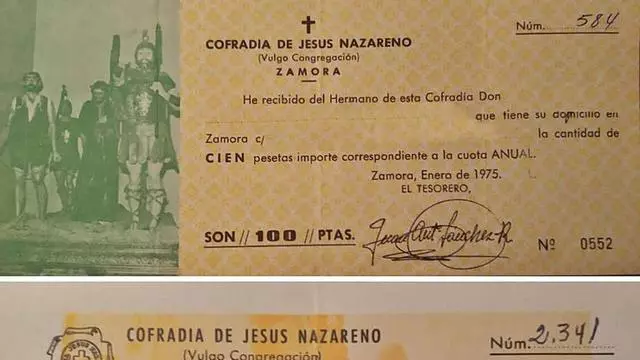 Núm. 584
COFRADIA DE JESUS NAZARENO
(Vulgo Congregación)
ZAMORA
He recibido del Hermano de esta Cofradía Don
que tiene su domicilio en
Zamora c/ la cantidad de
CIEN pesetas importe correspondiente a la cuota ANUAL.
Zamora, Enero de 1975.
EL TESORERO,
SON // 100 // PTAS.
Nº 0552
COFRADIA DE JESUS NAZARENO
Núm. 2.341
(Vulgo Congregación)